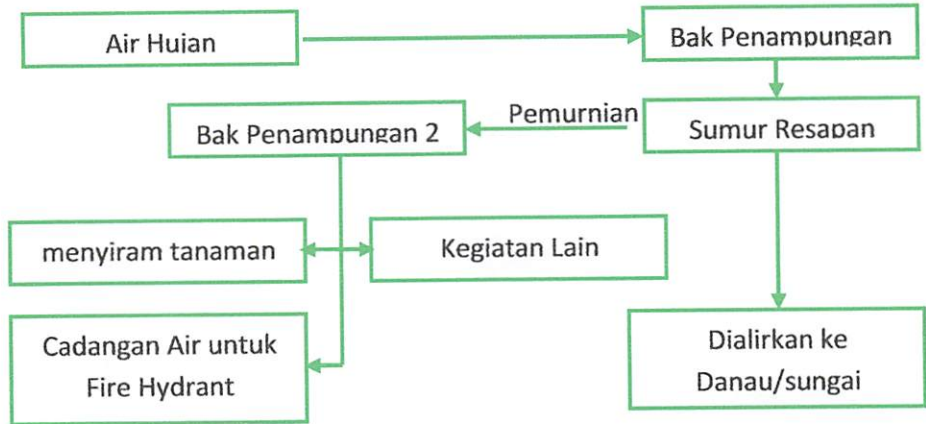 Air Hujan
Bak Penampungan
Pemurnian
Bak Penampungan 2
Sumur Resapan
menyiram tanaman
Kegiatan Lain
Cadangan Air untuk
Fire Hydrant
Dialirkan ke
Danau/sungai